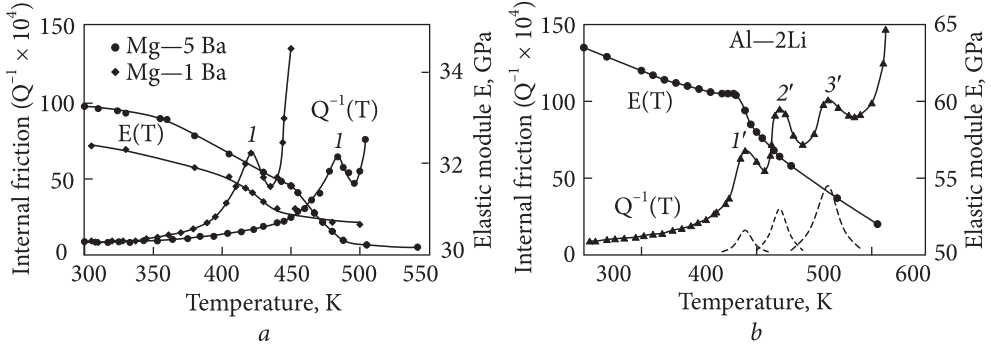 Internal friction (Q⁻¹ × 10⁴)
150
100
50
0
Mg—5 Ba
Mg—1 Ba
E(T)
Q⁻¹(T)
1
1
34
32
30
Elastic module E, GPa
300
350
400
450
500
550
Temperature, K
a
Internal friction (Q⁻¹ × 10⁴)
150
100
50
0
Al—2Li
E(T)
Q⁻¹(T)
1′
2′
3′
65
60
55
50
Elastic module E, GPa
300
400
500
600
Temperature, K
b